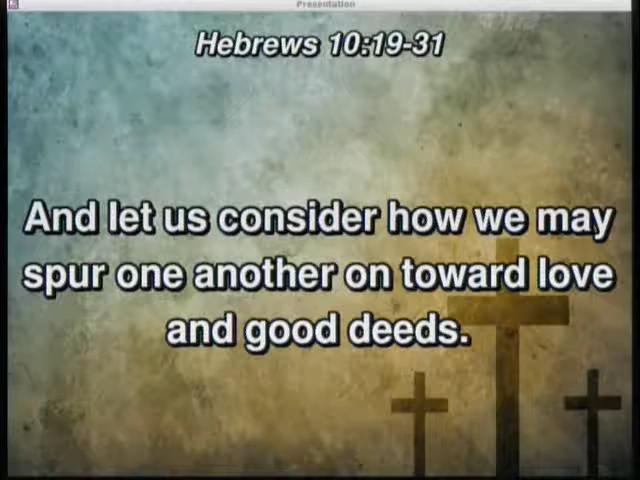 Presentation
Hebrews 10:19-31
And let us consider how we may
spur one another on toward love
and good deeds.